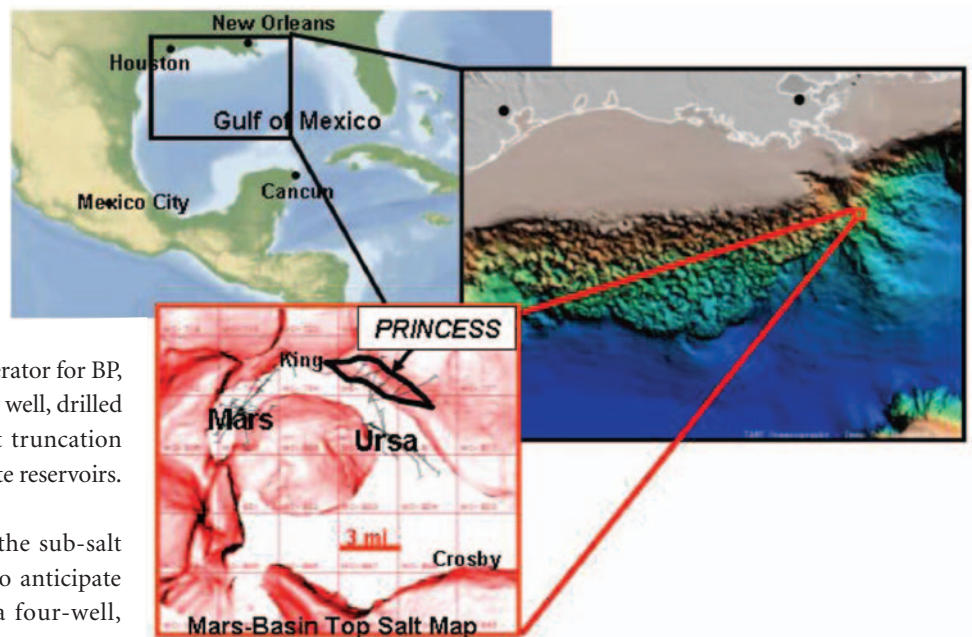 New Orleans
Houston
Gulf of Mexico
Mexico City
Cancun
PRINCESS
King
Mars
Ursa
3 mi
Crosby
Mars-Basin Top Salt Map
erator for BP,
well, drilled
t truncation
te reservoirs.
the sub-salt
o anticipate
a four-well,